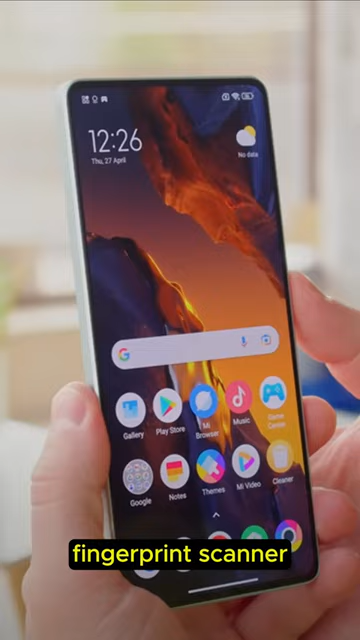 12:26
Thu, 27 April
No data
Gallery
Play Store
Mi
Browser
Music
Game
Center
Google
Notes
Themes
Mi Video
Cleaner
fingerprint scanner